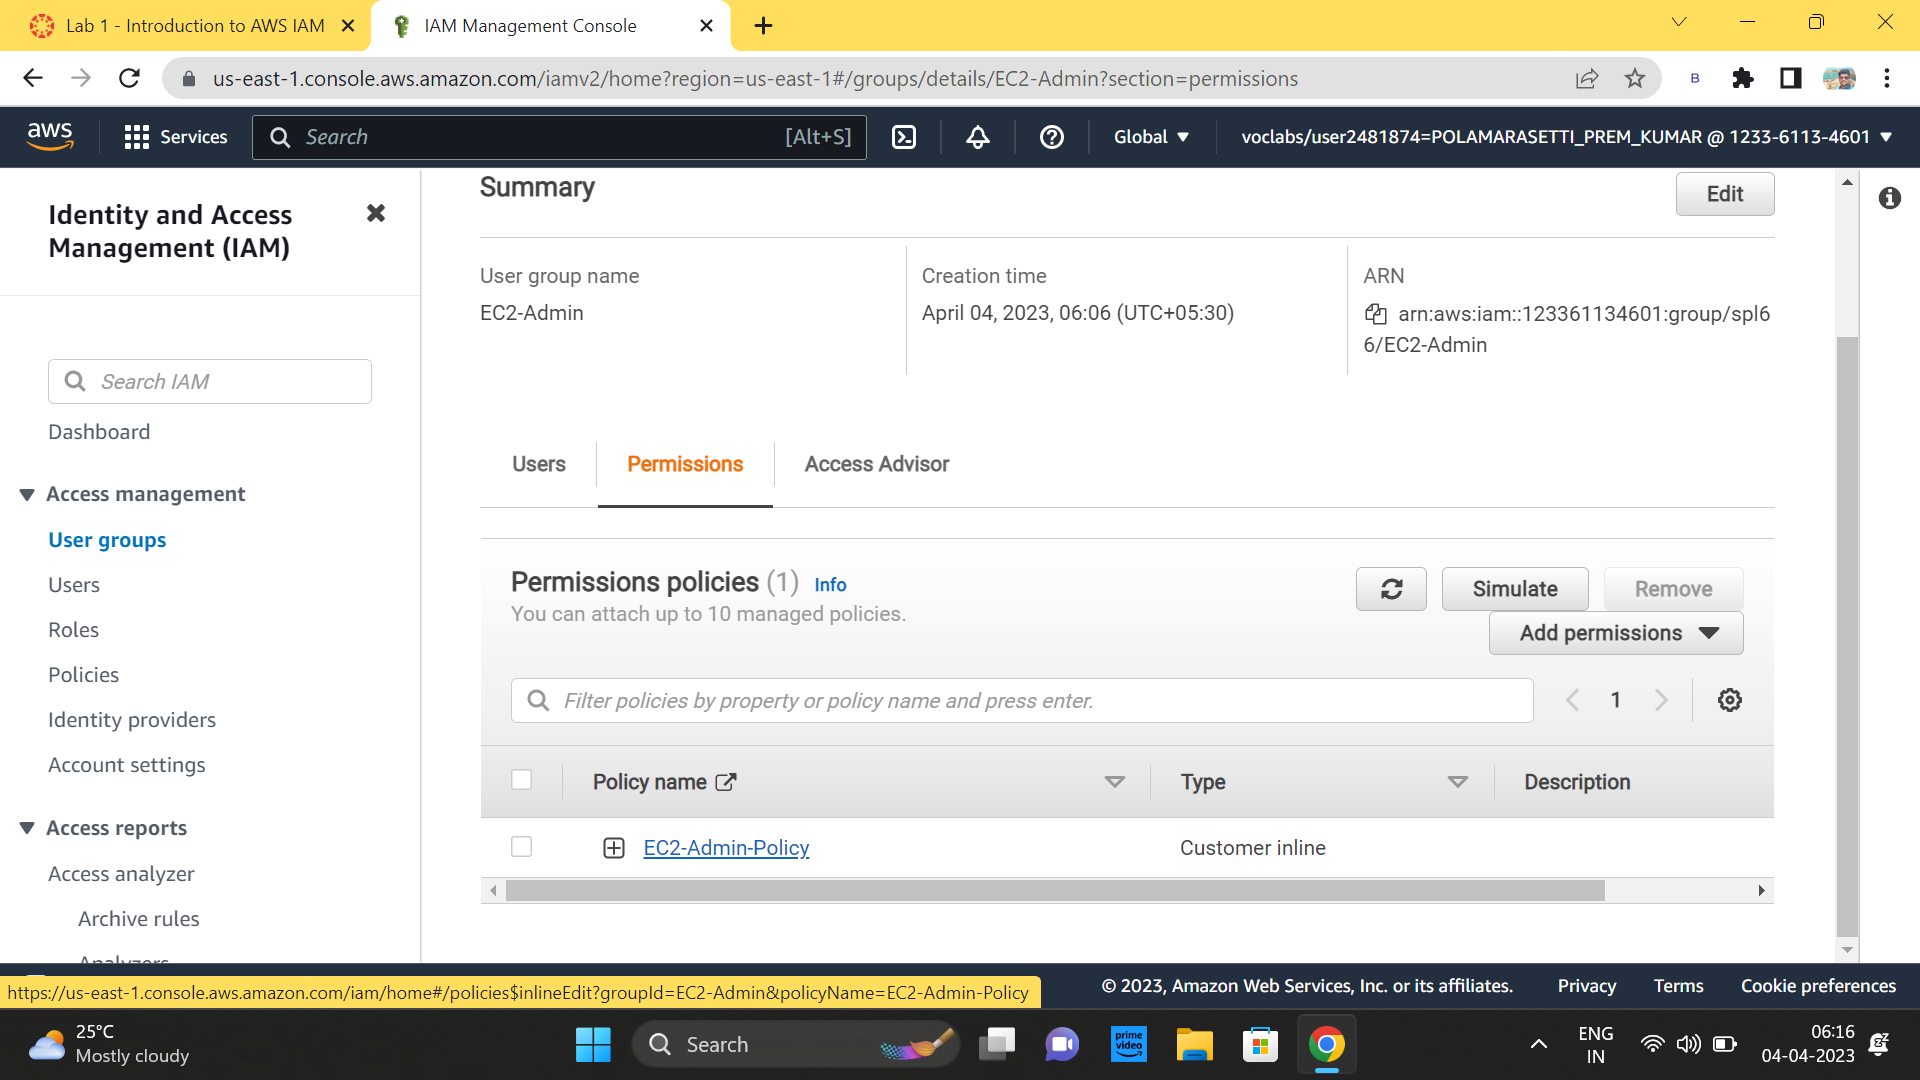 Lab 1 - Introduction to AWS IAM
IAM Management Console
us-east-1.console.aws.amazon.com/iamv2/home?region=us-east-1#/groups/details/EC2-Admin?section=permissions
B
aws
Services
Search
[Alt+S]
Global
voclabs/user2481874=POLAMARASETTI_PREM_KUMAR @ 1233-6113-4601
Identity and Access
Management (IAM)
Search IAM
Dashboard
Access management
User groups
Users
Roles
Policies
Identity providers
Account settings
Access reports
Access analyzer
Archive rules
Analyzers
Summary
Edit
User group name
EC2-Admin
Creation time
April 04, 2023, 06:06 (UTC+05:30)
ARN
arn:aws:iam::123361134601:group/spl6
6/EC2-Admin
Users
Permissions
Access Advisor
Permissions policies (1) Info
You can attach up to 10 managed policies.
Simulate
Remove
Add permissions
Filter policies by property or policy name and press enter.
1
Policy name
Type
Description
EC2-Admin-Policy
Customer inline
https://us-east-1.console.aws.amazon.com/iam/home#/policies$inlineEdit?groupId=EC2-Admin&policyName=EC2-Admin-Policy
© 2023, Amazon Web Services, Inc. or its affiliates.
Privacy
Terms
Cookie preferences
25°C
Mostly cloudy
Search
prime
video
ENG
IN
06:16
04-04-2023